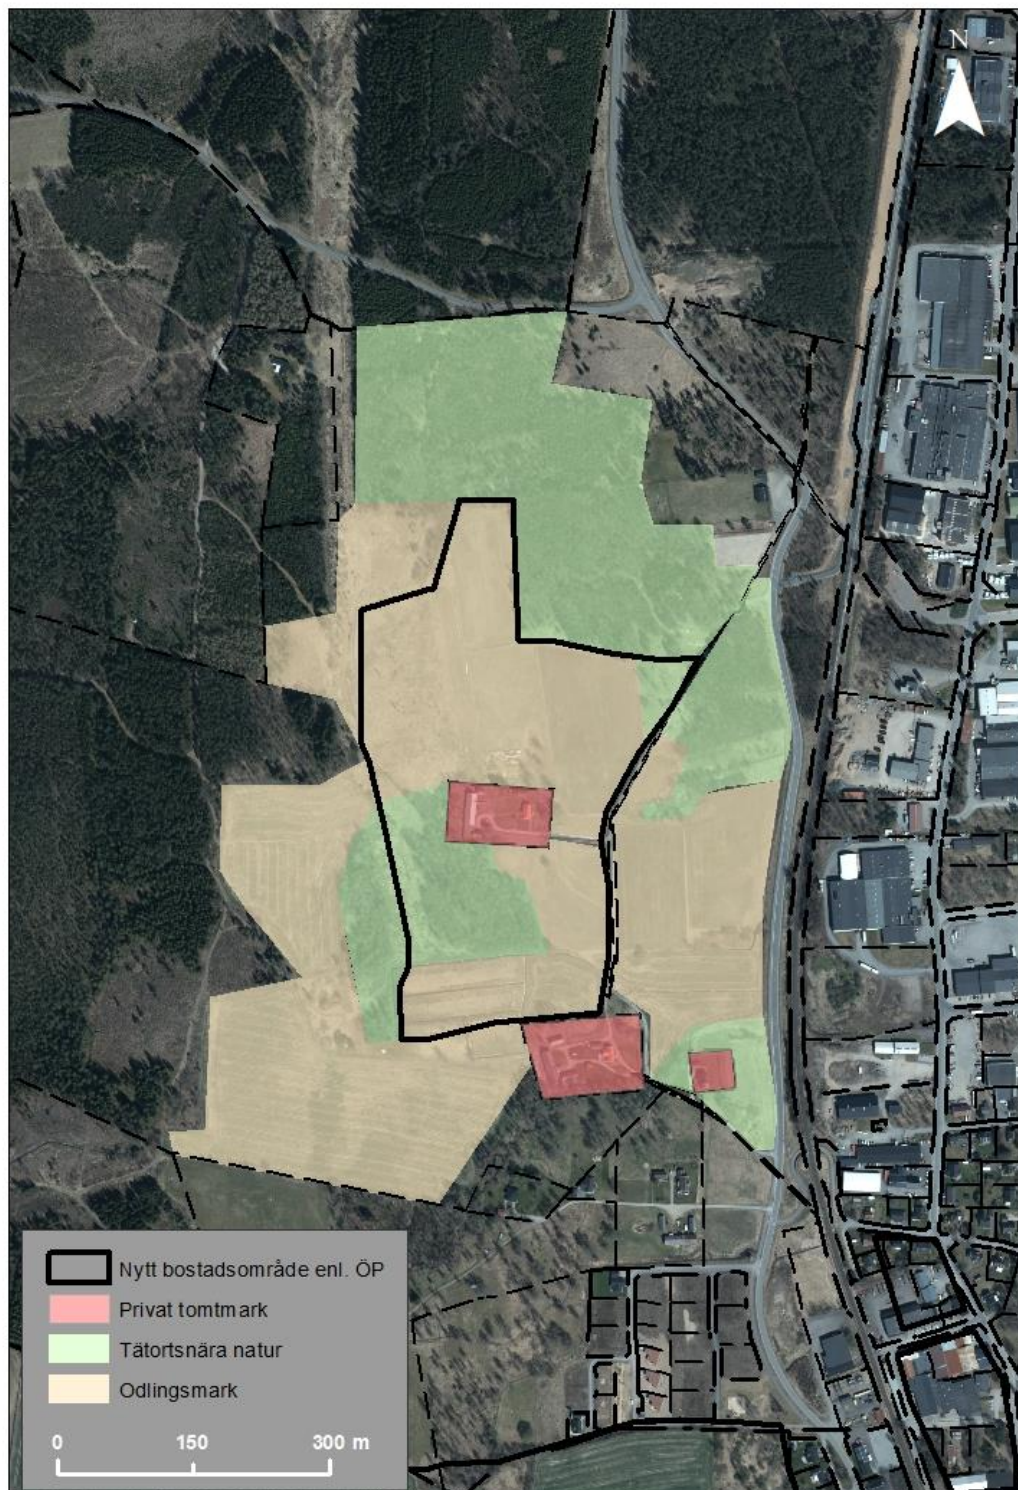 N
Nytt bostadsområde enl. ÖP
Privat tomtmark
Tätortsnära natur
Odlingsmark
0 150 300 m